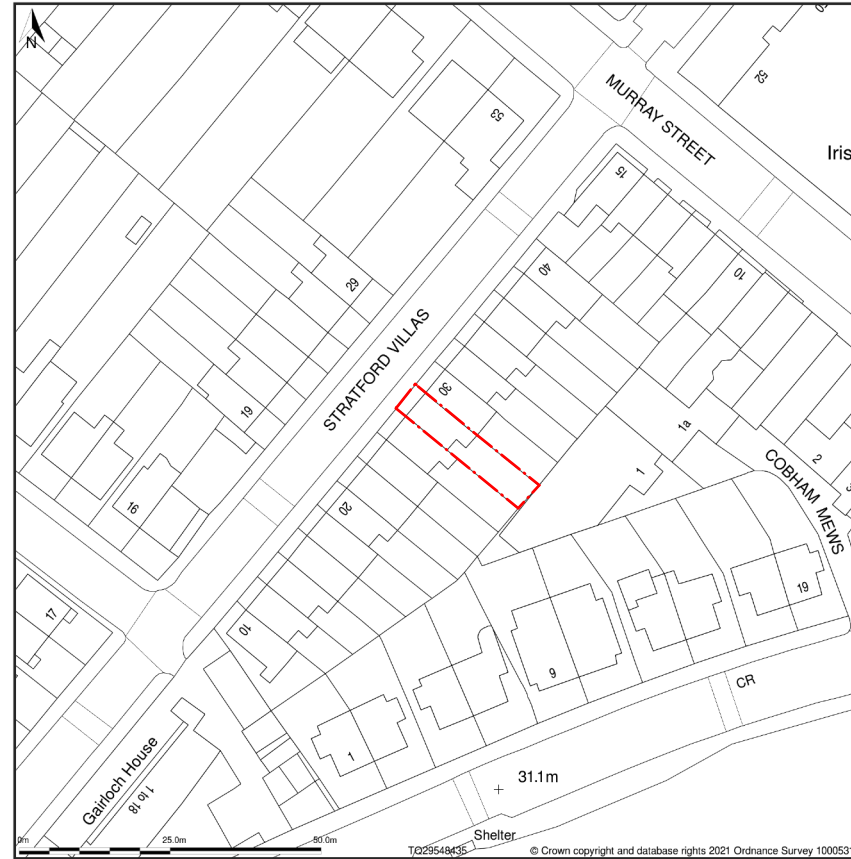 N
53
52
MURRAY STREET
Iris
15
10
40
29
STRATFORD VILLAS
30
19
1a
1
2
COBHAM MEWS
20
16
17
19
10
9
CR
1
Gairloch House
1 to 18
31.1m
Shelter
0m
25.0m
50.0m
TQ29548435
© Crown copyright and database rights 2021 Ordnance Survey 1000531